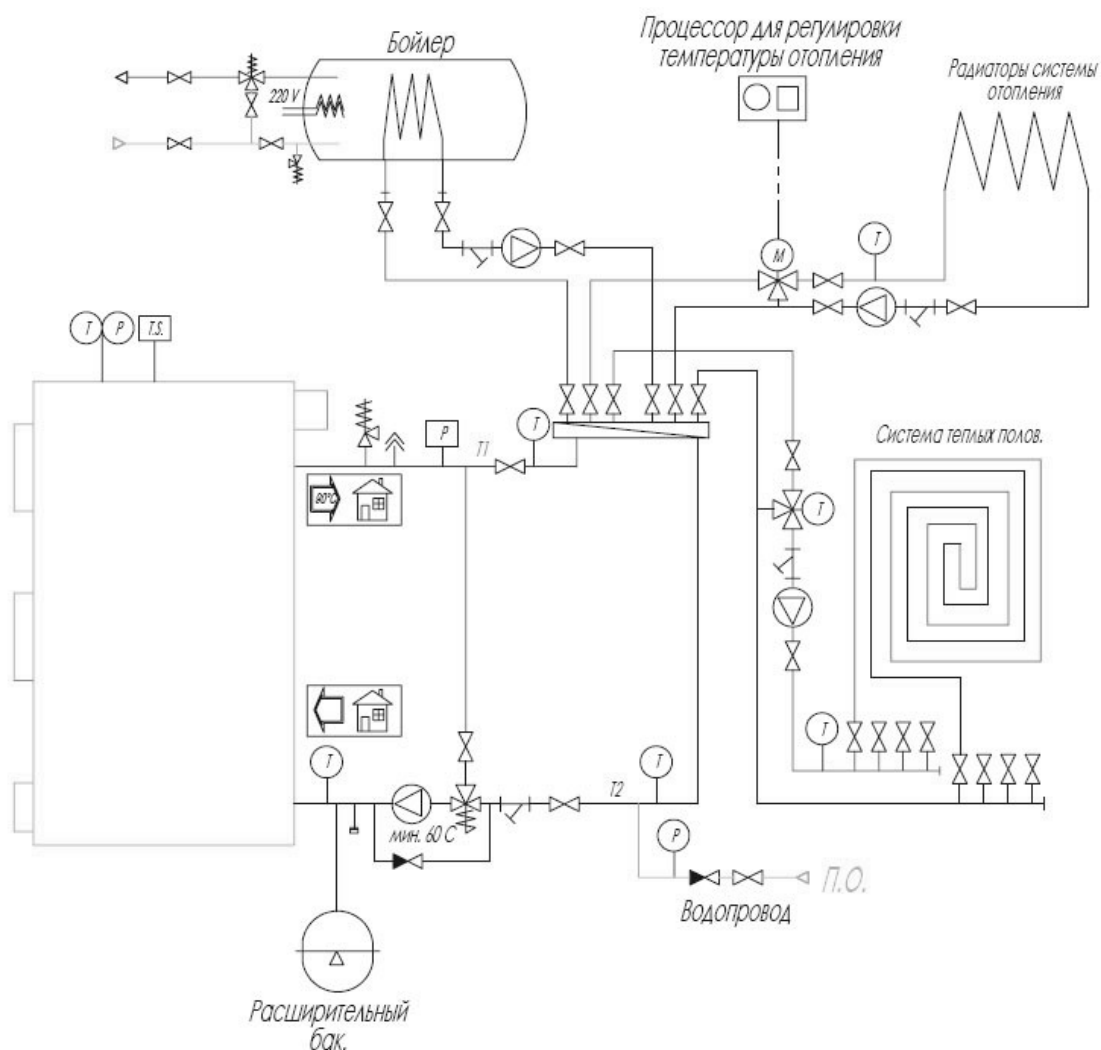 Бойлер
Процессор для регулировки
температуры отопления
Радиаторы системы
отопления
220 V
M
T
T
P
T.S.
P
T1
T
Система теплых полов.
90°C
T
T
T
T2
T
мин. 60 C
P
П.О.
Водопровод
Расширительный
бак.